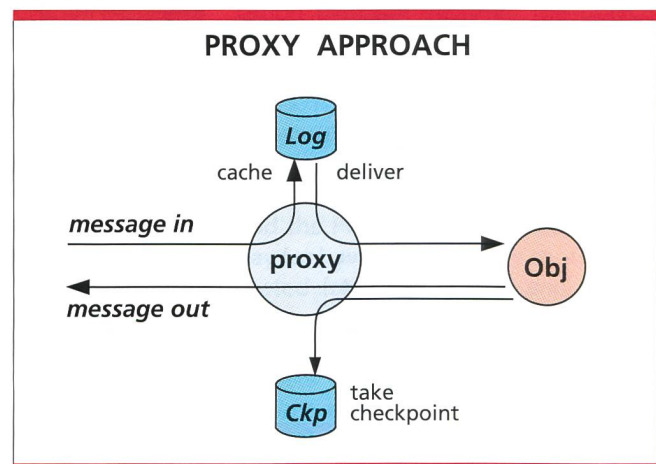 PROXY APPROACH
Log
cache
deliver
message in
proxy
Obj
message out
Ckp
take
checkpoint